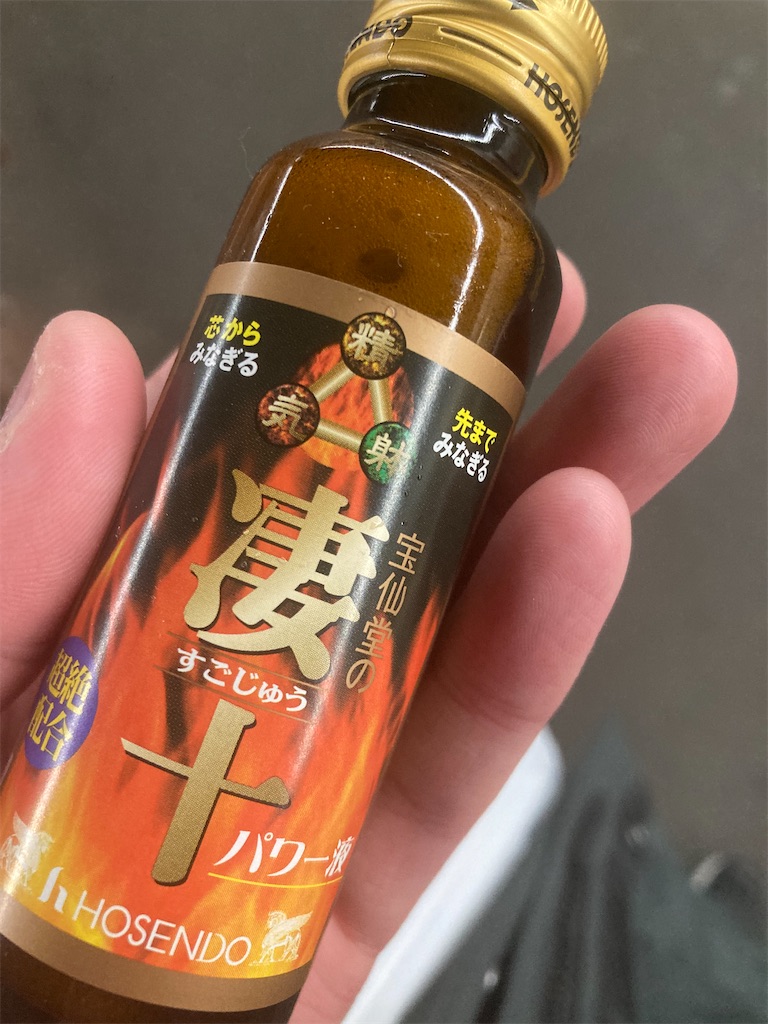 HOSENDO
芯から
みなぎる
精
気
射
先まで
みなぎる
宝仙堂の
凄
すごじゅう
十
パワー液
超絶
配合
HOSENDO